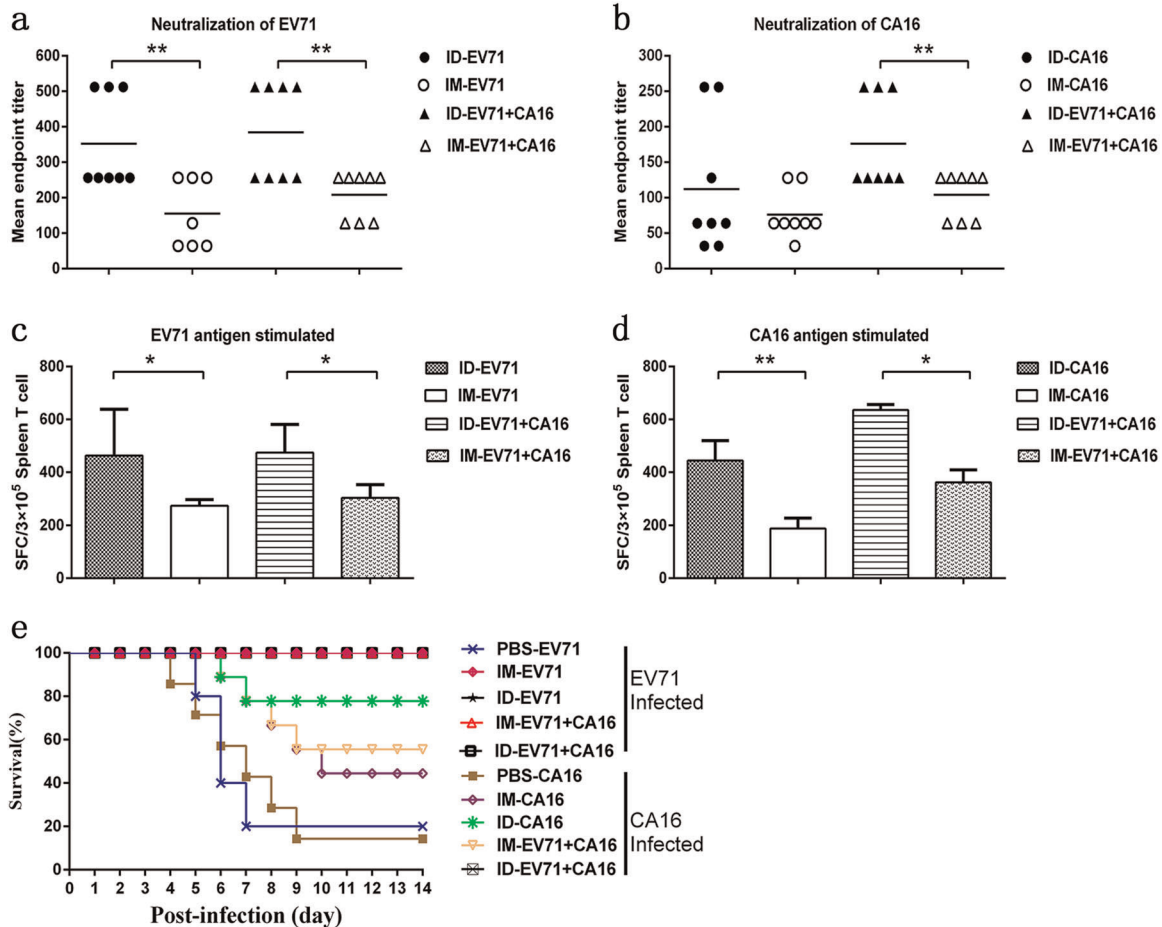 a
Neutralization of EV71
Mean endpoint titer
600
500
400
300
200
100
0
**
**
ID-EV71
IM-EV71
ID-EV71+CA16
IM-EV71+CA16
b
Neutralization of CA16
Mean endpoint titer
300
250
200
150
100
50
0
**
ID-CA16
IM-CA16
ID-EV71+CA16
IM-EV71+CA16
c
EV71 antigen stimulated
SFC/3×10⁵ Spleen T cell
800
600
400
200
0
*
*
ID-EV71
IM-EV71
ID-EV71+CA16
IM-EV71+CA16
d
CA16 antigen stimulated
SFC/3×10⁵ Spleen T cell
800
600
400
200
0
**
*
ID-CA16
IM-CA16
ID-EV71+CA16
IM-EV71+CA16
e
Survival(%)
100
80
60
40
20
0
0 1 2 3 4 5 6 7 8 9 10 11 12 13 14
Post-infection (day)
PBS-EV71
IM-EV71
ID-EV71
IM-EV71+CA16
ID-EV71+CA16
EV71
Infected
PBS-CA16
IM-CA16
ID-CA16
IM-EV71+CA16
ID-EV71+CA16
CA16
Infected